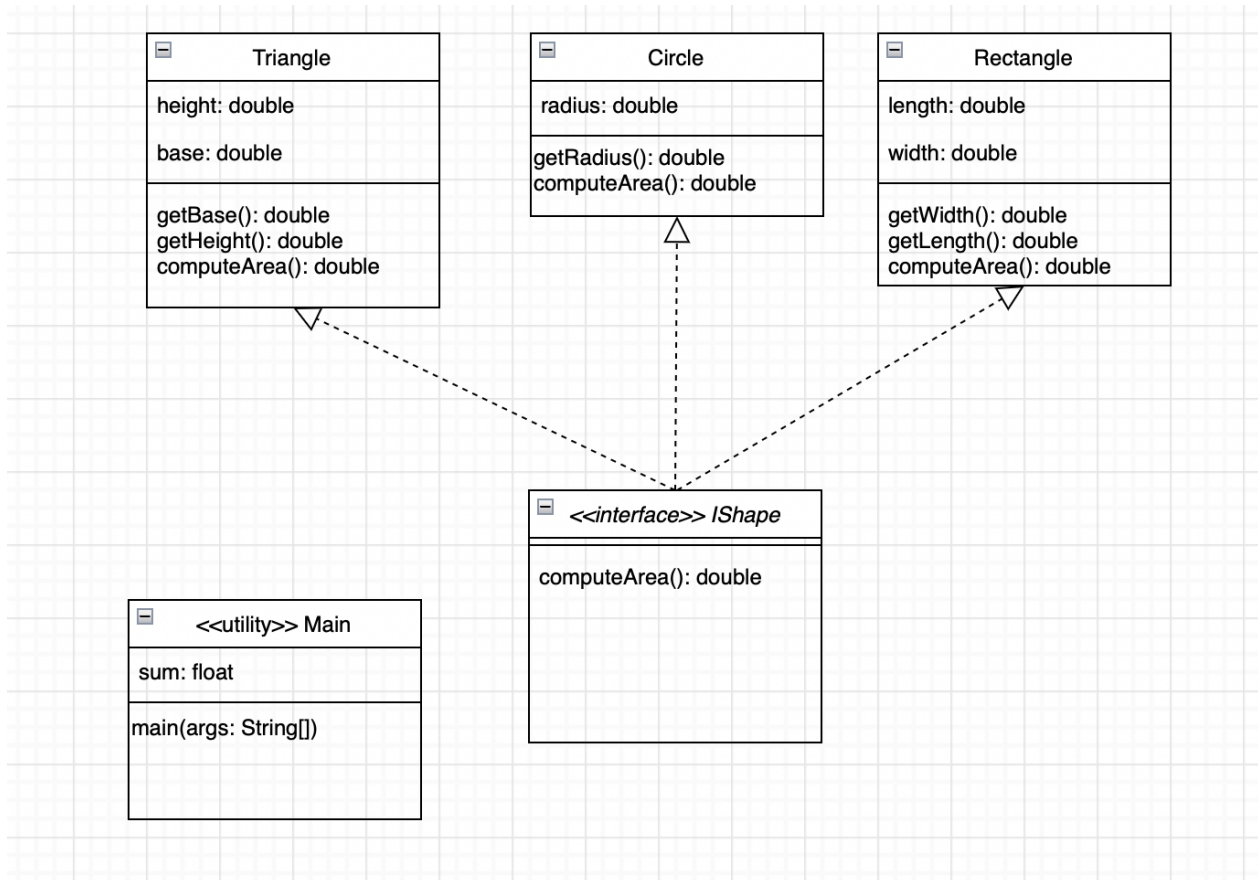 Triangle
height: double
base: double
getBase(): double
getHeight(): double
computeArea(): double
Circle
radius: double
getRadius(): double
computeArea(): double
Rectangle
length: double
width: double
getWidth(): double
getLength(): double
computeArea(): double
<<interface>> IShape
computeArea(): double
<<utility>> Main
sum: float
main(args: String[])